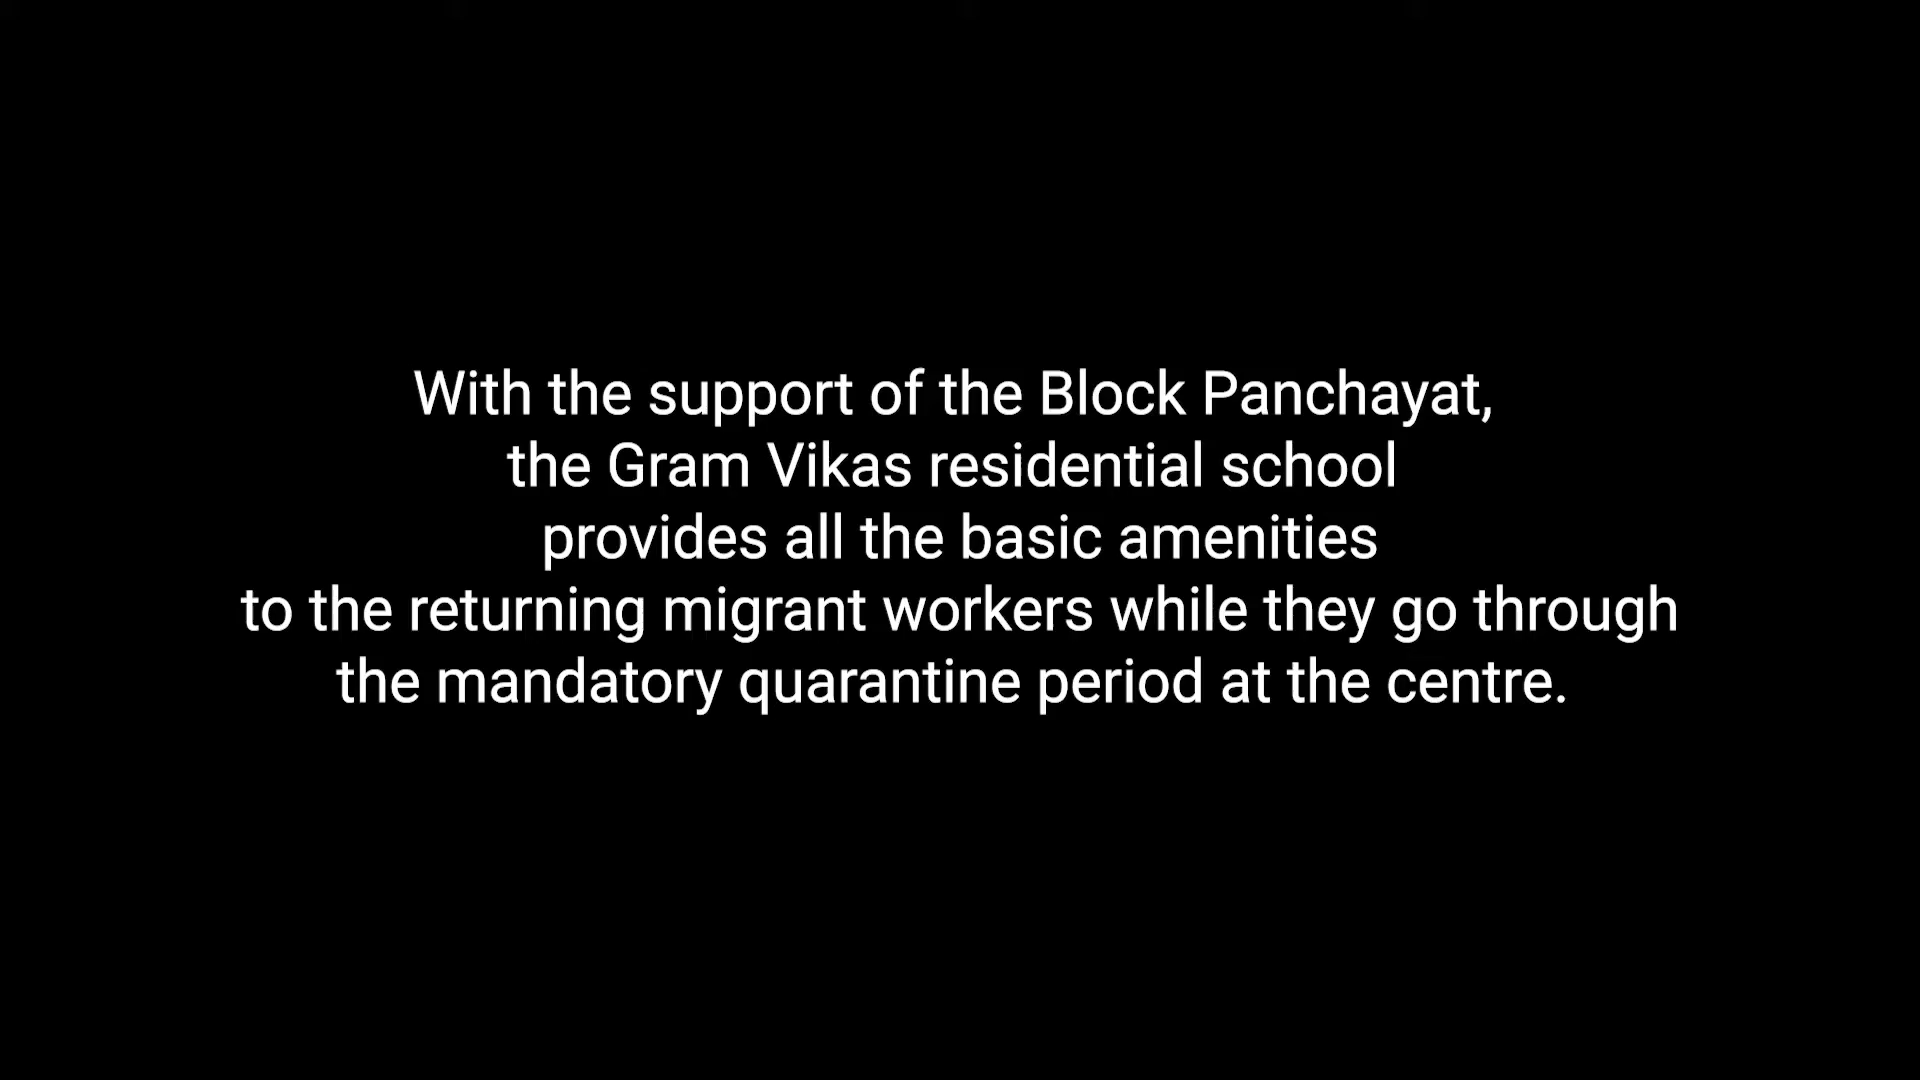 With the support of the Block Panchayat,
the Gram Vikas residential school
provides all the basic amenities
to the returning migrant workers while they go through
the mandatory quarantine period at the centre.